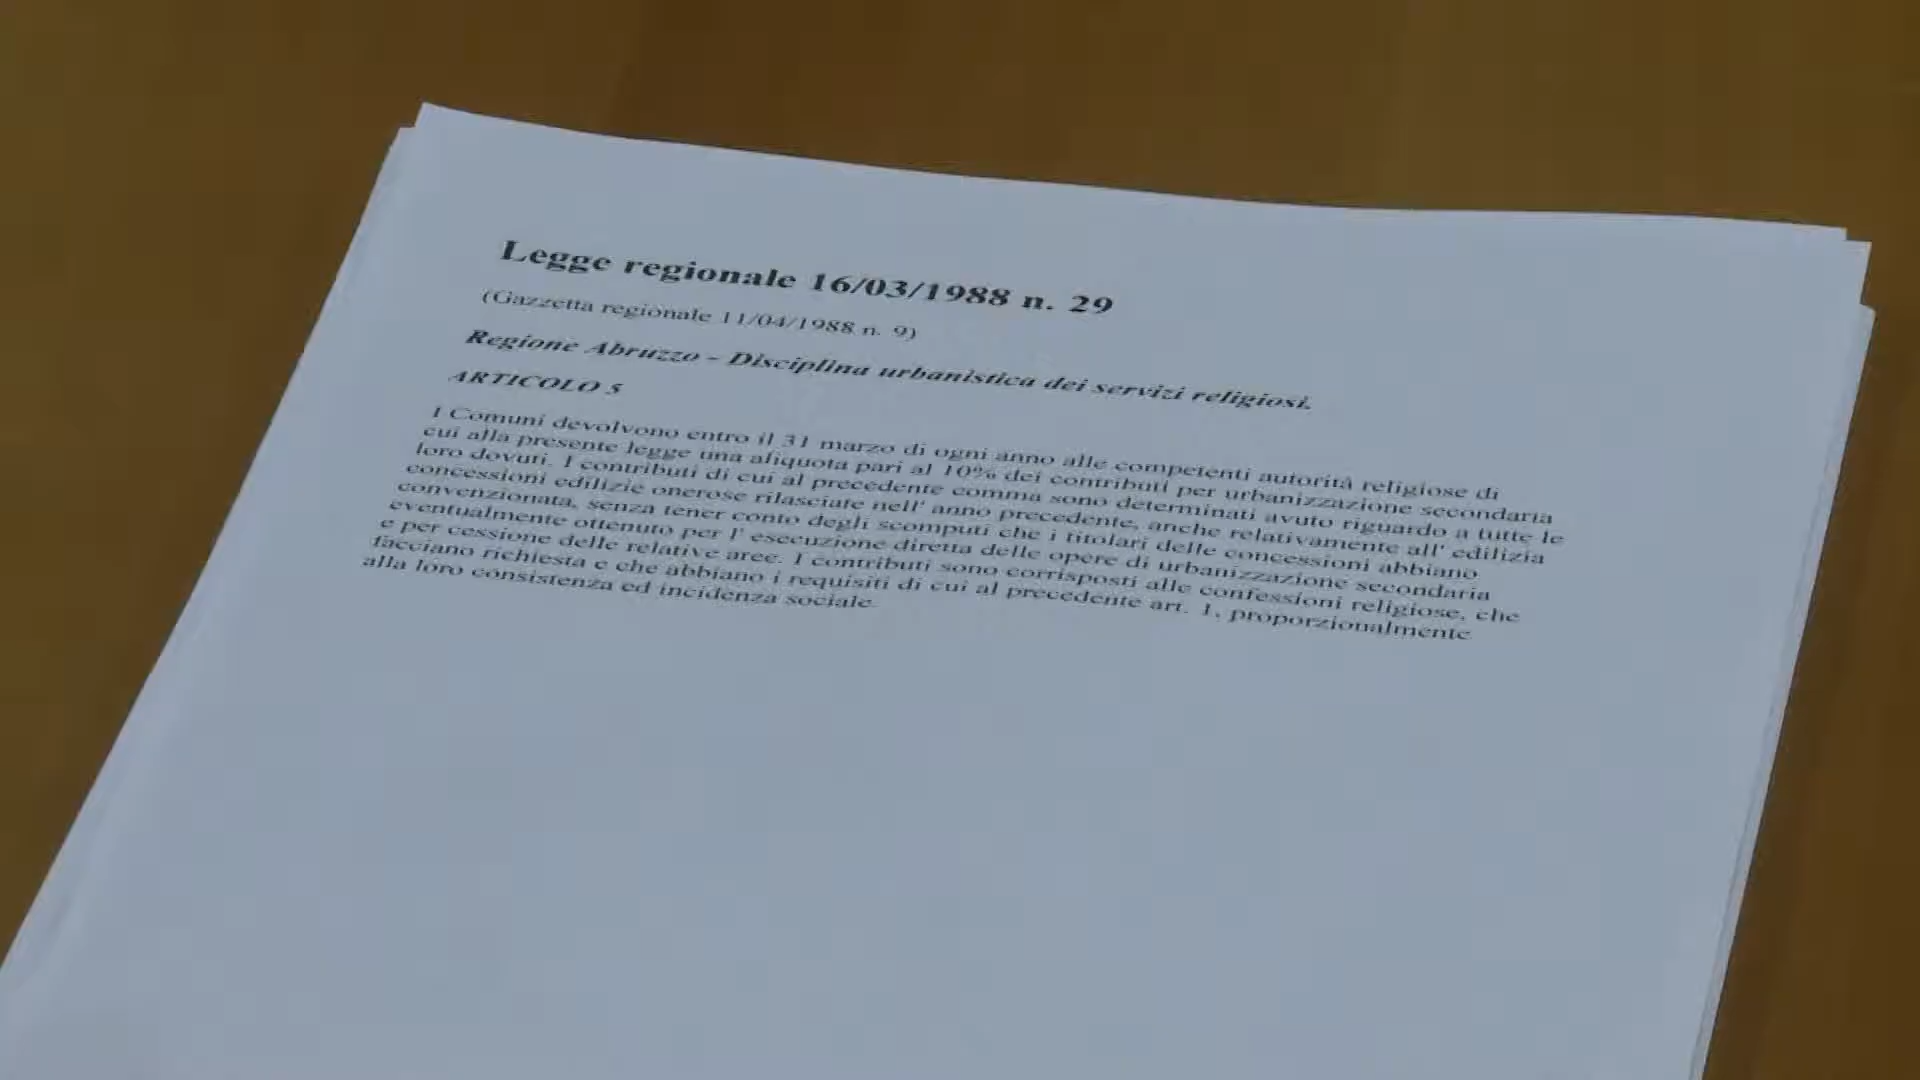 Legge regionale 16/03/1988 n. 29
(Gazzetta regionale 11/04/1988 n. 9)
Regione Abruzzo - Disciplina urbanistica dei servizi religiosi.
ARTICOLO 5
I Comuni devolvono entro il 31 marzo di ogni anno alle competenti autorità religiose di
cui alla presente legge una aliquota pari al 10% dei contributi per urbanizzazione secondaria
loro dovuti. I contributi di cui al precedente comma sono determinati avuto riguardo a tutte le
concessioni edilizie onerose rilasciate nell' anno precedente, anche relativamente all' edilizia
convenzionata, senza tener conto degli scomputi che i titolari delle concessioni abbiano
eventualmente ottenuto per l' esecuzione diretta delle opere di urbanizzazione secondaria
e per cessione delle relative aree. I contributi sono corrisposti alle confessioni religiose, che
facciano richiesta e che abbiano i requisiti di cui al precedente art. 1, proporzionalmente
alla loro consistenza ed incidenza sociale.